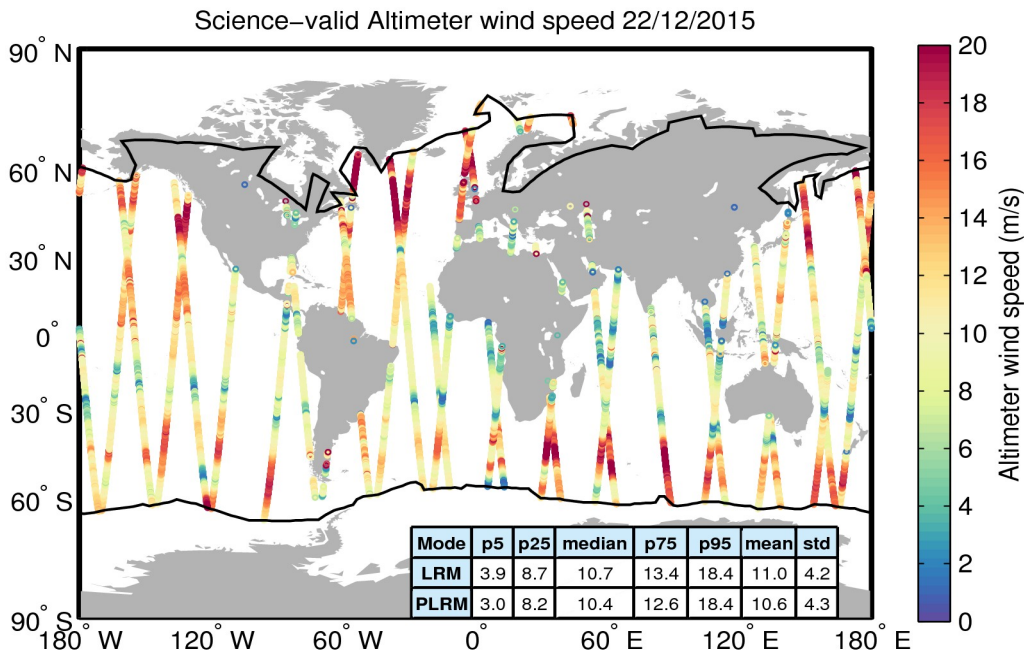 Science−valid Altimeter wind speed 22/12/2015
90° N
60° N
30° N
0°
30° S
60° S
90° S
180° W
120° W
60° W
0°
60° E
120° E
180° E
Mode p5 p25 median p75 p95 mean std
LRM 3.9 8.7 10.7 13.4 18.4 11.0 4.2
PLRM 3.0 8.2 10.4 12.6 18.4 10.6 4.3
20
18
16
14
12
10
8
6
4
2
0
Altimeter wind speed (m/s)